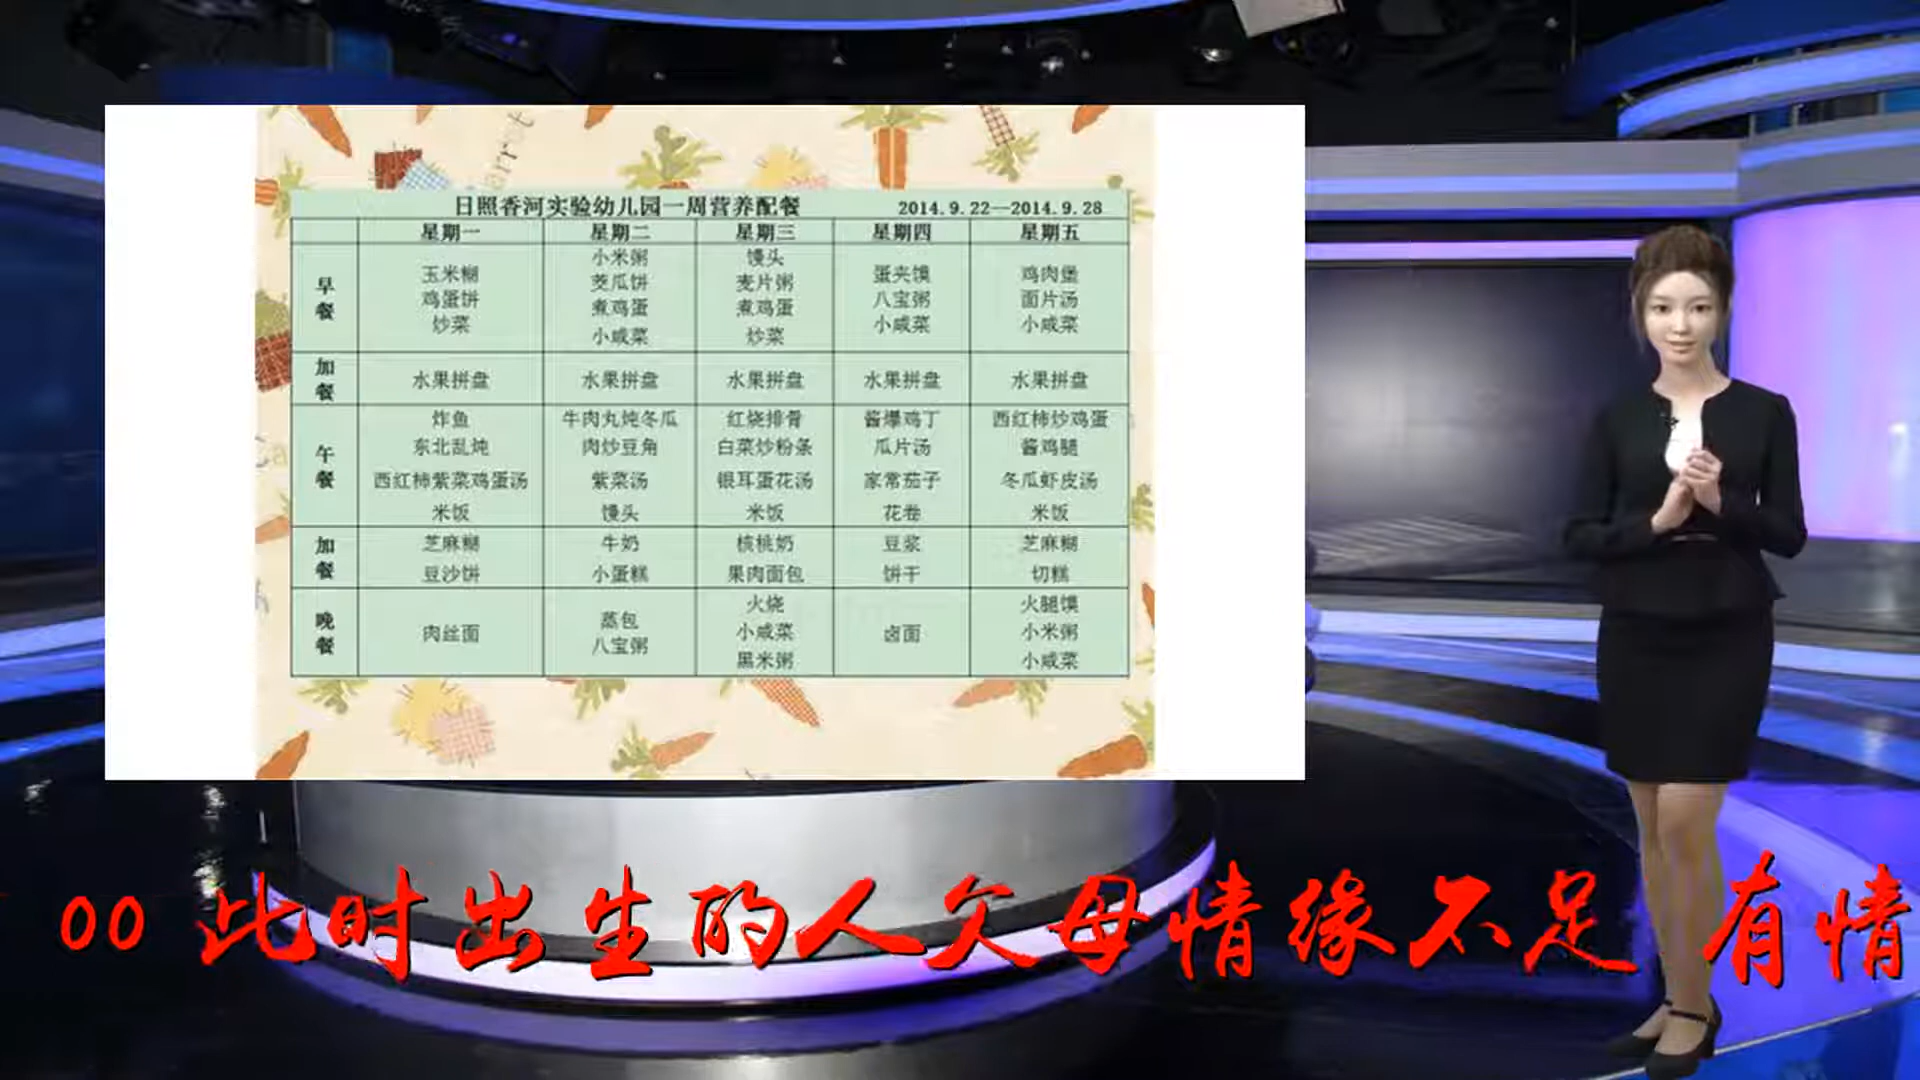 arrot
日照香河实验幼儿园一周营养配餐 2014.9.22—2014.9.28
星期一 星期二 星期三 星期四 星期五
早餐
玉米糊
鸡蛋饼
炒菜
小米粥
茭瓜饼
煮鸡蛋
小咸菜
馒头
麦片粥
煮鸡蛋
炒菜
蛋夹馍
八宝粥
小咸菜
鸡肉堡
面片汤
小咸菜
加餐
水果拼盘 水果拼盘 水果拼盘 水果拼盘 水果拼盘
午餐
炸鱼
东北乱炖
西红柿紫菜鸡蛋汤
米饭
牛肉丸炖冬瓜
肉炒豆角
紫菜汤
馒头
红烧排骨
白菜炒粉条
银耳蛋花汤
米饭
酱爆鸡丁
瓜片汤
家常茄子
花卷
西红柿炒鸡蛋
酱鸡腿
冬瓜虾皮汤
米饭
加餐
芝麻糊
豆沙饼
牛奶
小蛋糕
核桃奶
果肉面包
豆浆
饼干
芝麻糊
切糕
晚餐
肉丝面
蒸包
八宝粥
火烧
小咸菜
黑米粥
卤面
火腿馍
小米粥
小咸菜
00 此时出生的人父母情缘不足 有情